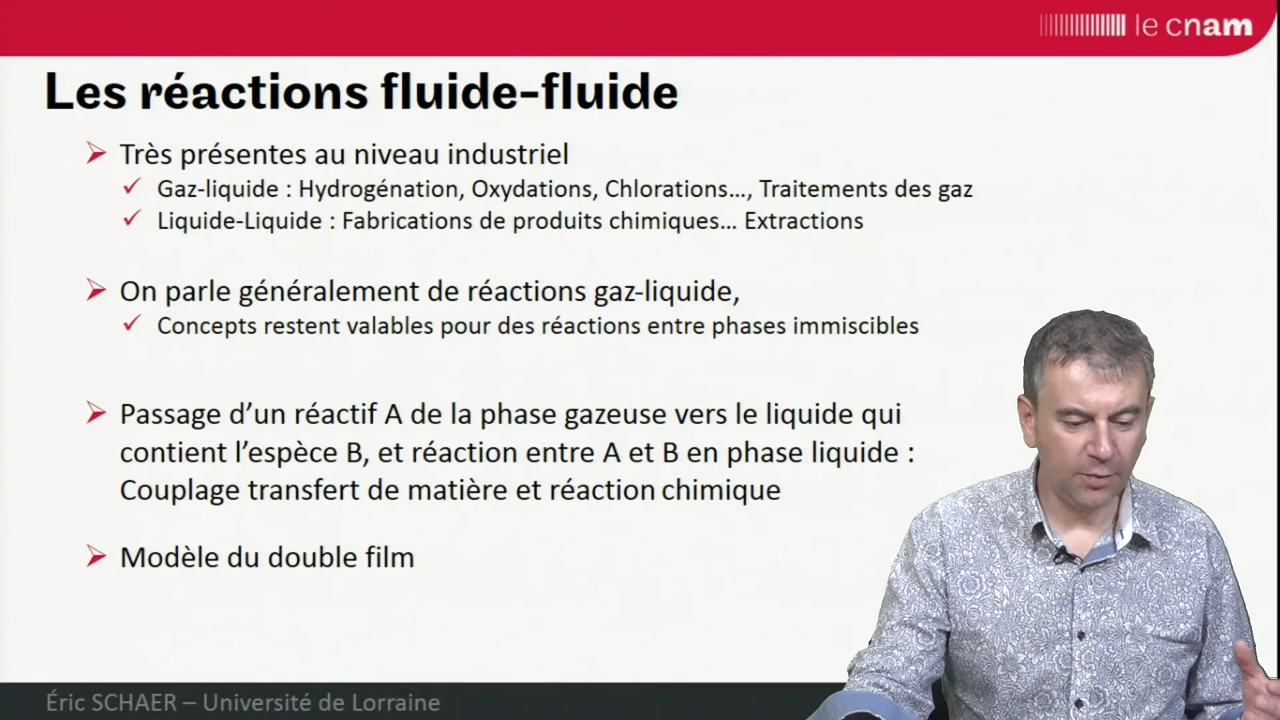 le cnam
Les réactions fluide-fluide
Très présentes au niveau industriel
Gaz-liquide : Hydrogénation, Oxydations, Chlorations…, Traitements des gaz
Liquide-Liquide : Fabrications de produits chimiques… Extractions
On parle généralement de réactions gaz-liquide,
Concepts restent valables pour des réactions entre phases immiscibles
Passage d’un réactif A de la phase gazeuse vers le liquide qui
contient l’espèce B, et réaction entre A et B en phase liquide :
Couplage transfert de matière et réaction chimique
Modèle du double film
Éric SCHAER – Université de Lorraine